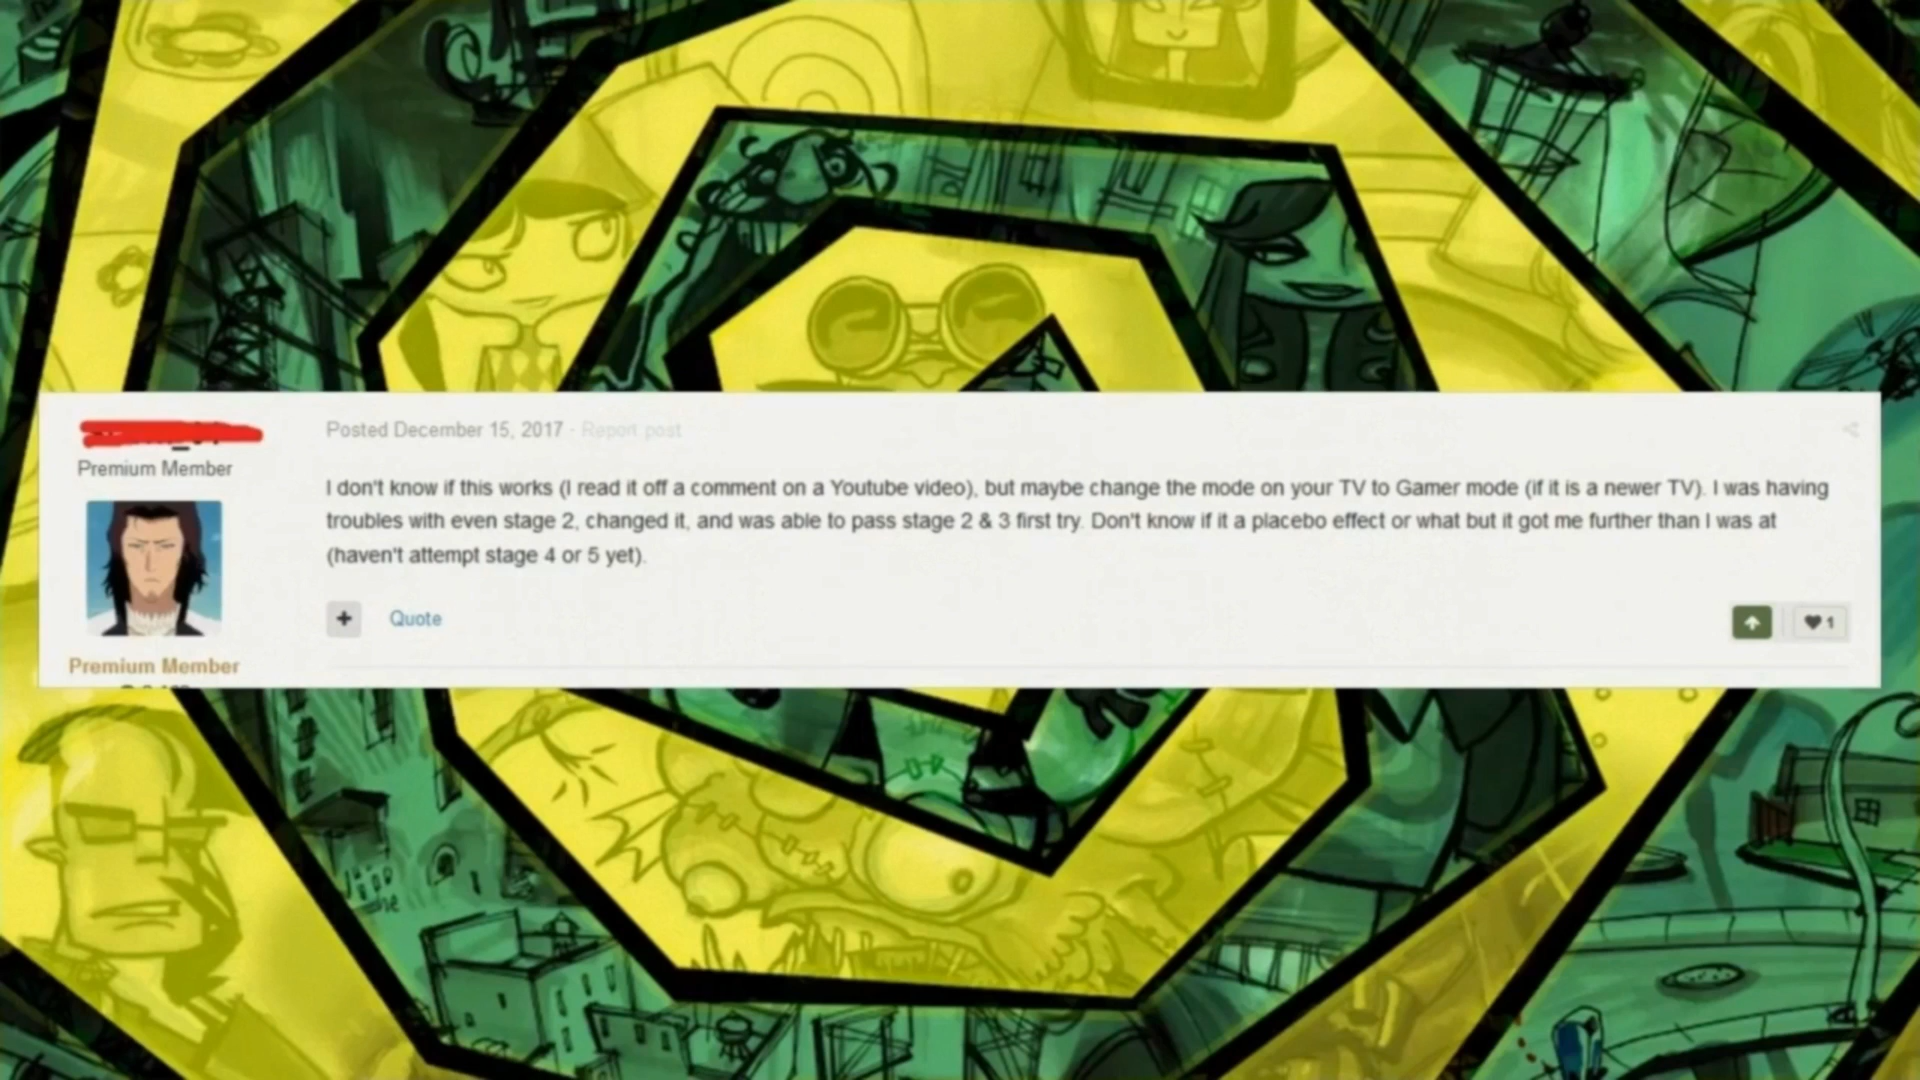 Posted December 15, 2017 - Report post
Premium Member
I don't know if this works (I read it off a comment on a Youtube video), but maybe change the mode on your TV to Gamer mode (if it is a newer TV). I was having
troubles with even stage 2, changed it, and was able to pass stage 2 & 3 first try. Don't know if it a placebo effect or what but it got me further than I was at
(haven't attempt stage 4 or 5 yet).
+ Quote
1
Premium Member